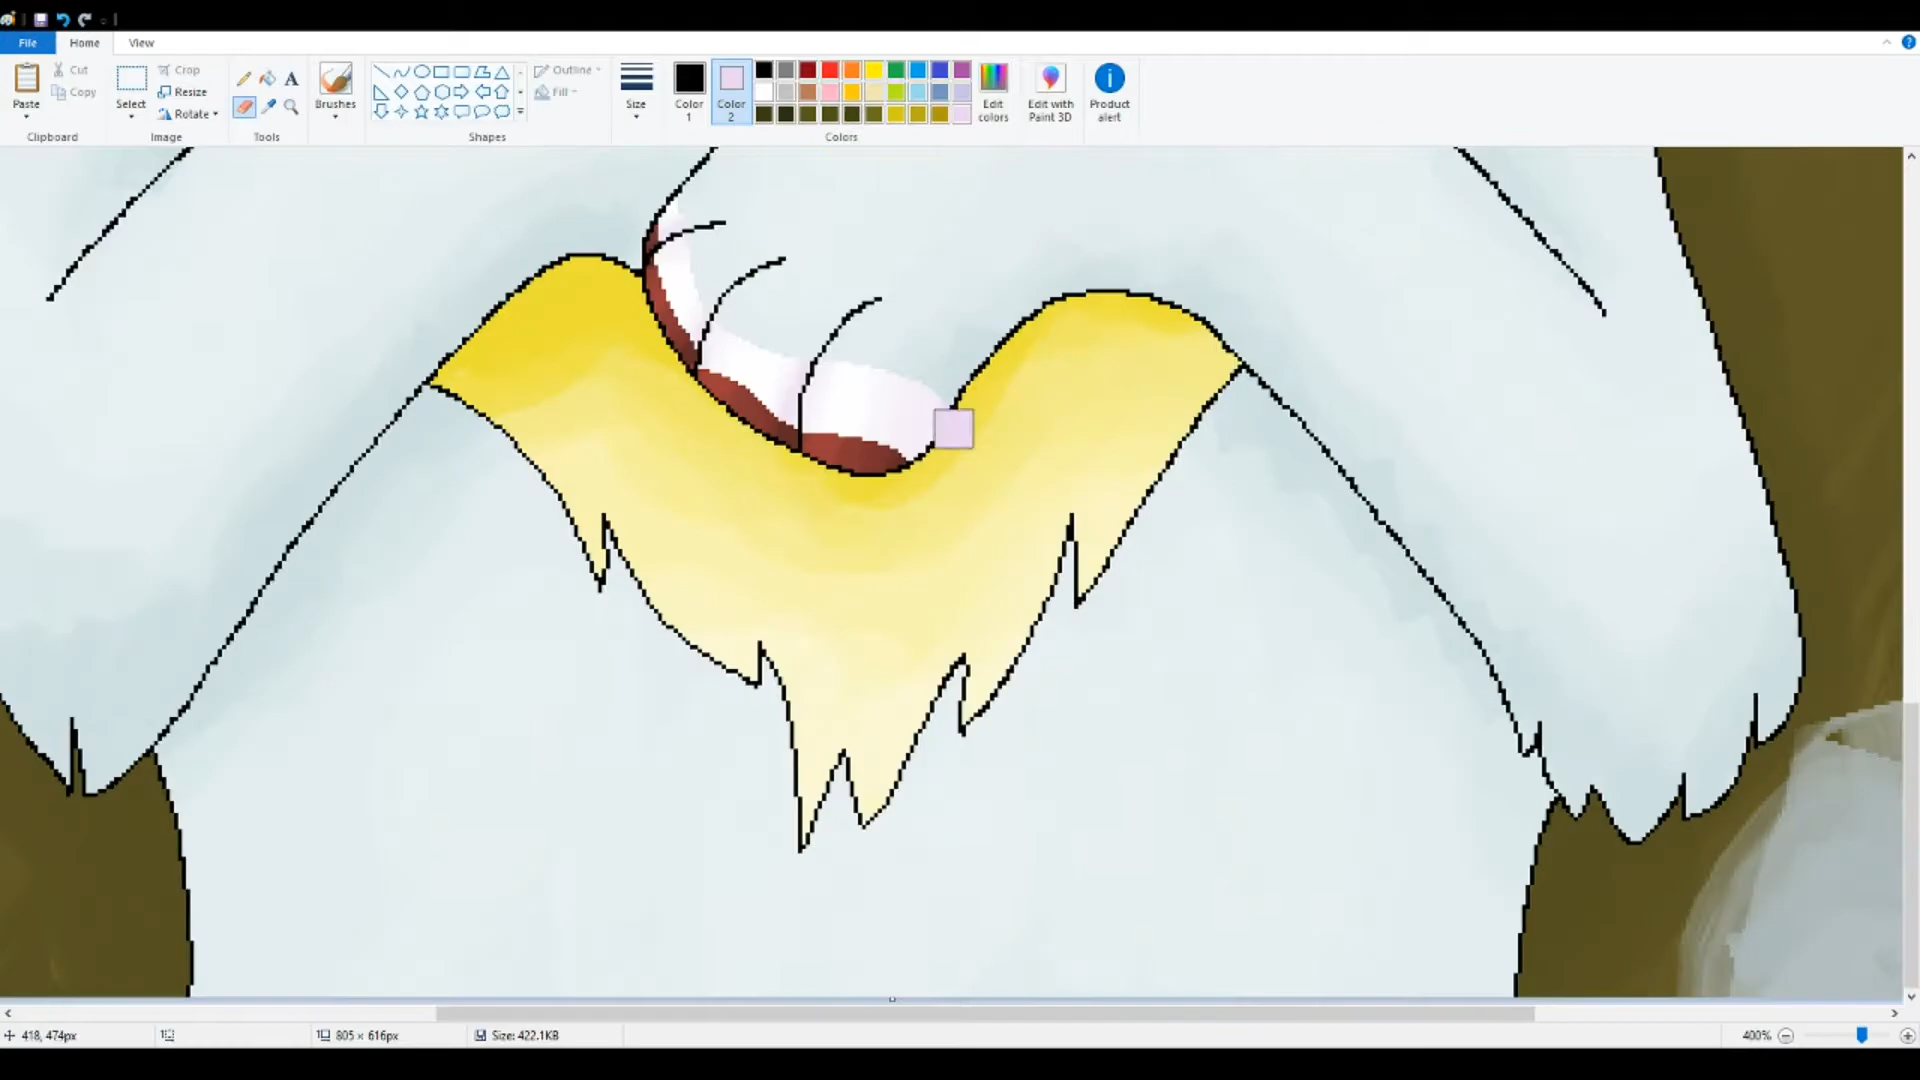 File Home View
Paste
Cut
Copy
Clipboard
Select
Crop
Resize
Rotate
Image
A
Tools
Brushes
Shapes
Outline
Fill
Size
Color 1
Color 2
Edit colors
Colors
Edit with Paint 3D
Product alert
418, 474px
805 × 616px
Size: 422.1KB
400%